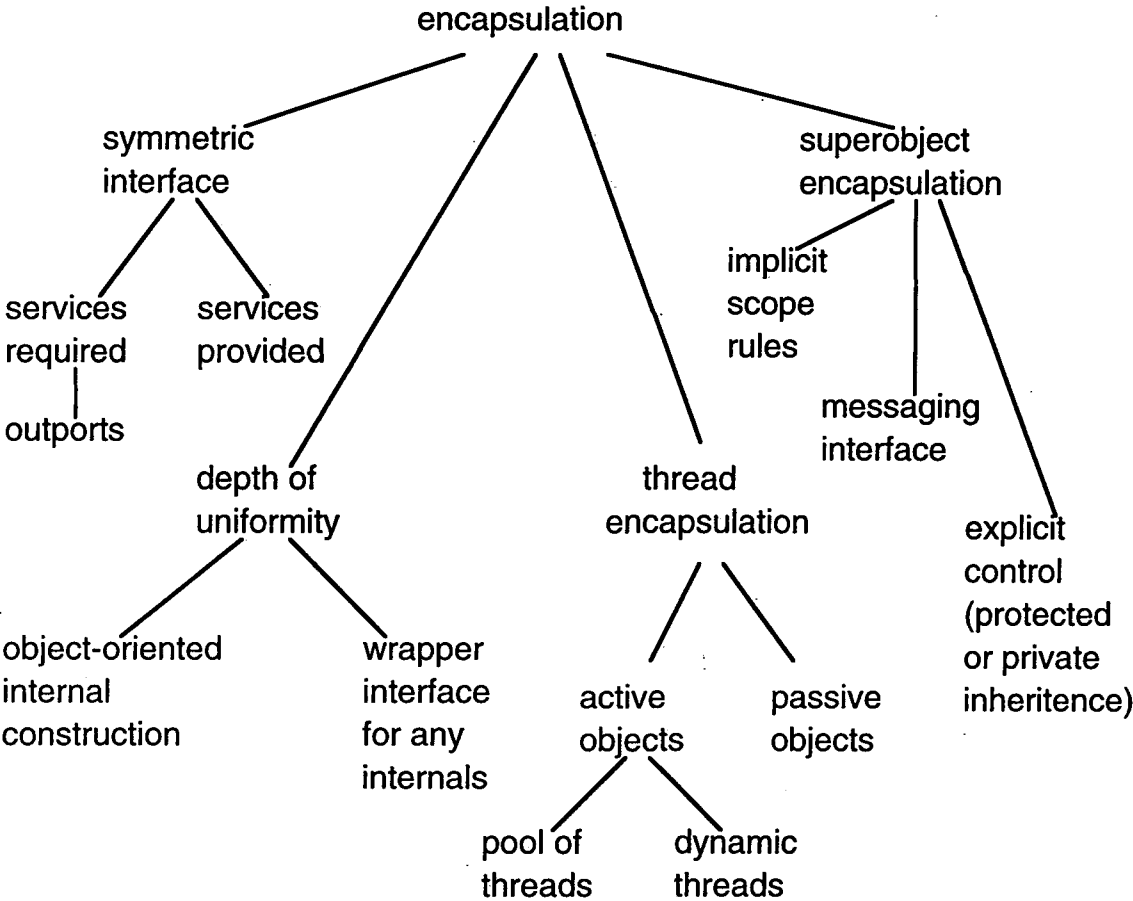 encapsulation
symmetric
interface
superobject
encapsulation
implicit
scope
rules
services
required
services
provided
outports
messaging
interface
depth of
uniformity
thread
encapsulation
explicit
control
(protected
or private
inheritence)
object-oriented
internal
construction
wrapper
interface
for any
internals
active
objects
passive
objects
pool of
threads
dynamic
threads